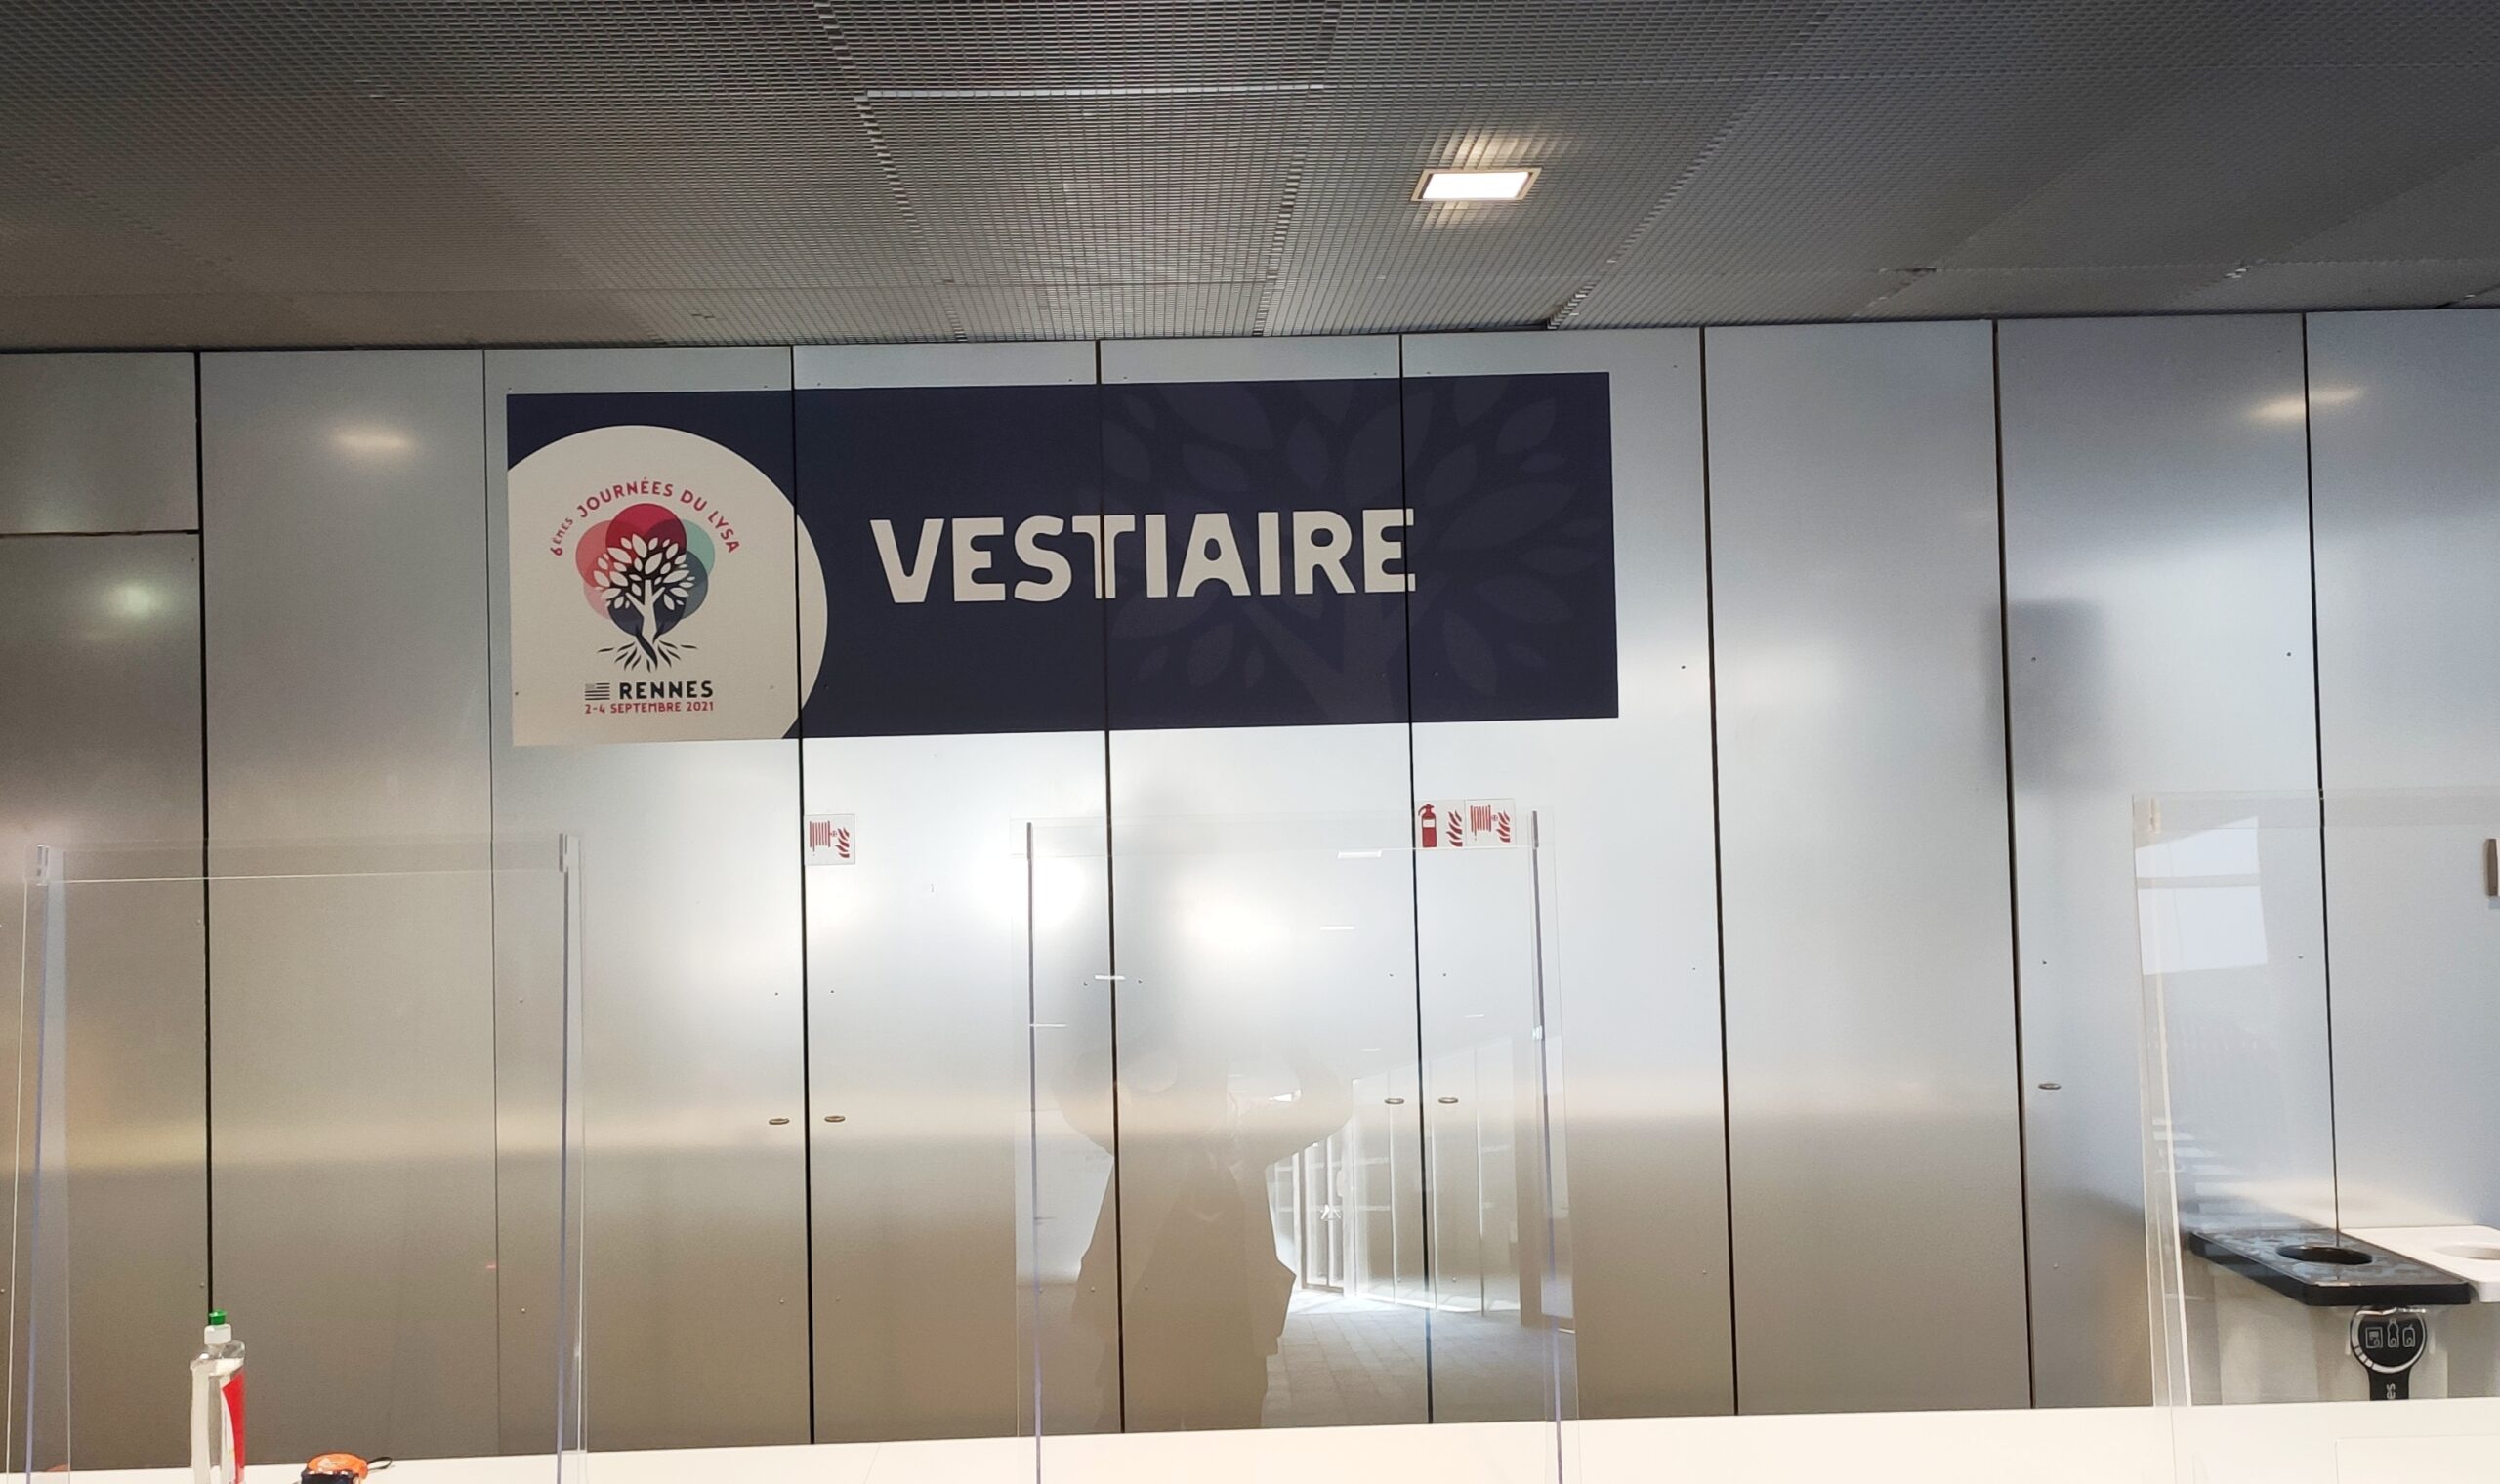 6èmes JOURNÉES DU LYSA
RENNES
2-4 SEPTEMBRE 2021
VESTIAIRE